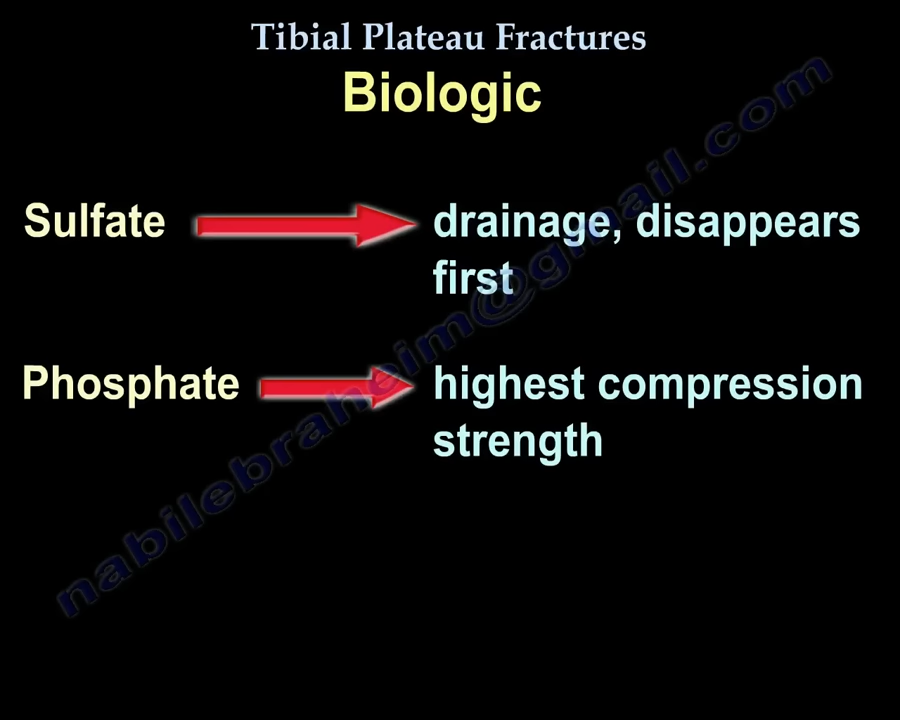 Tibial Plateau Fractures
Biologic
Sulfate drainage, disappears
first
Phosphate highest compression
strength
nabilebraheim@gmail.com